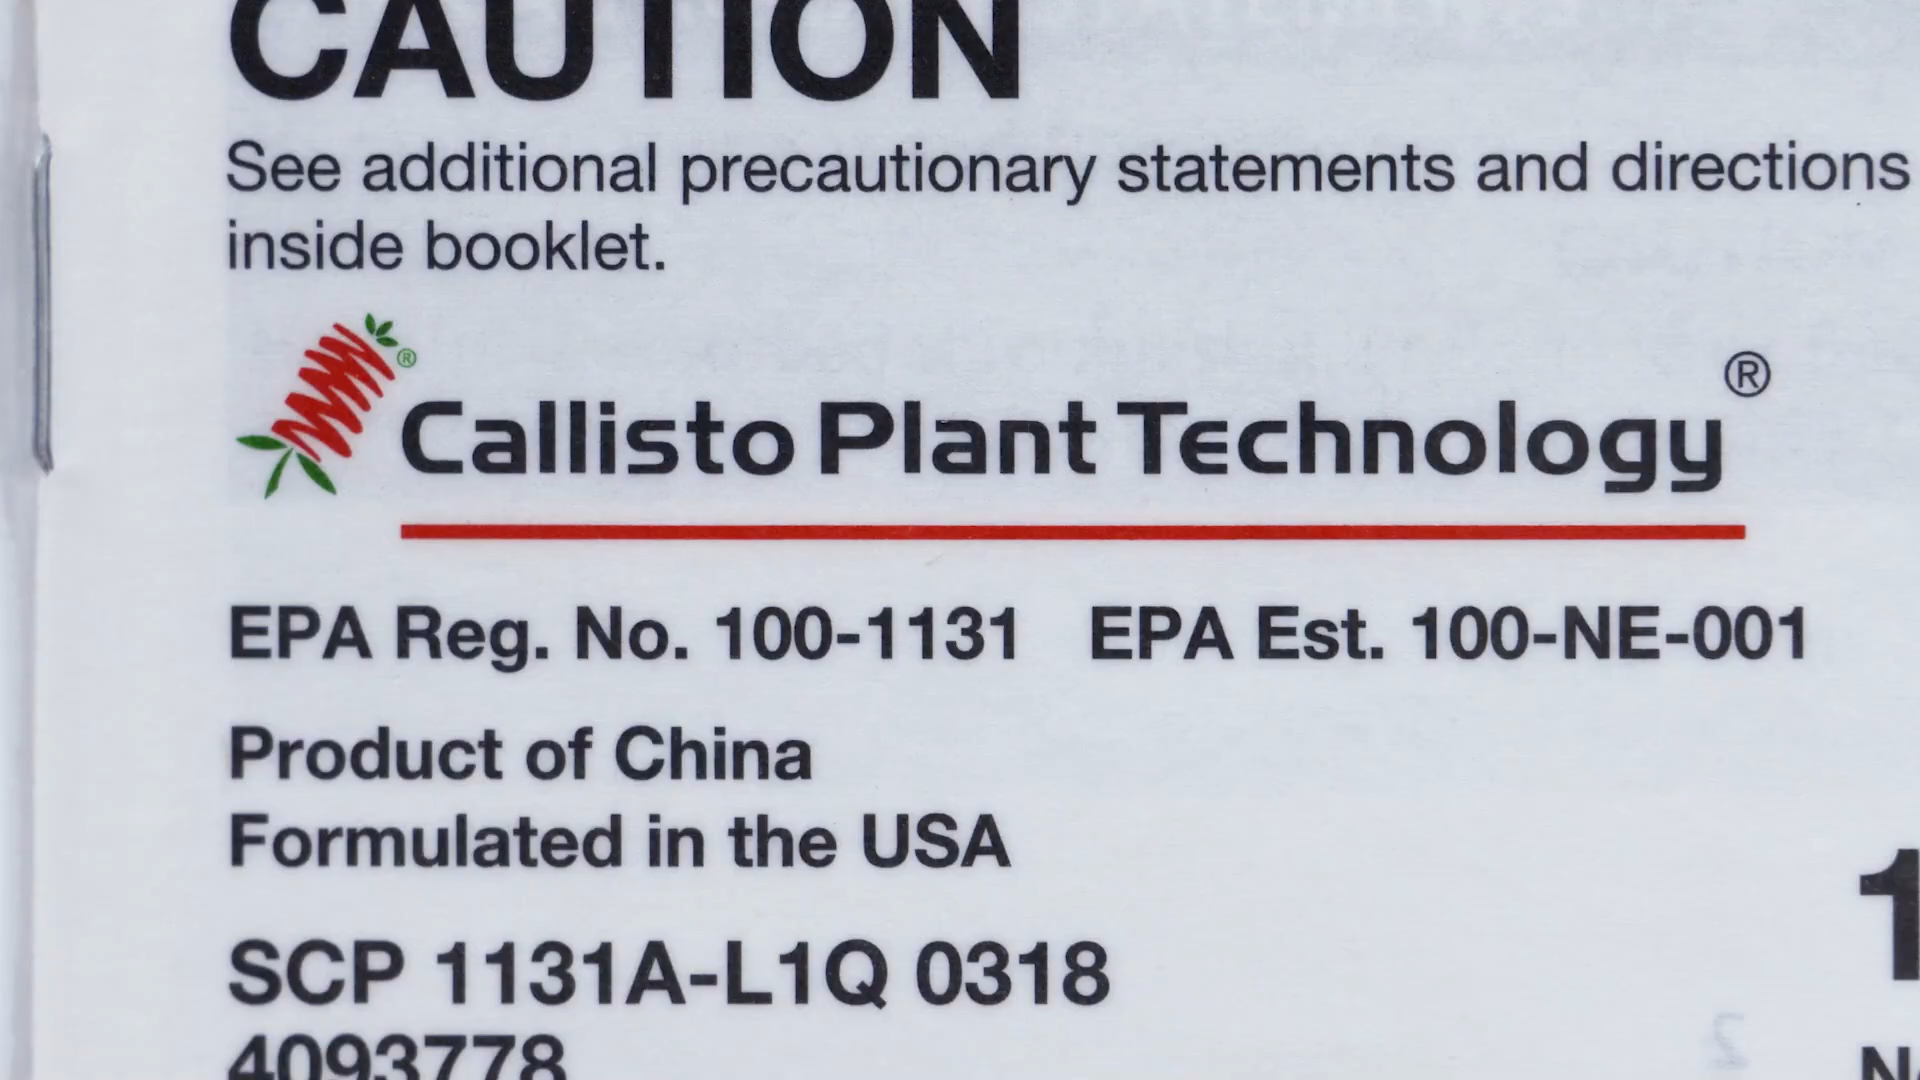 CAUTION
See additional precautionary statements and directions
inside booklet.
® Callisto Plant Technology®
EPA Reg. No. 100-1131 EPA Est. 100-NE-001
Product of China
Formulated in the USA
SCP 1131A-L1Q 0318
4093778